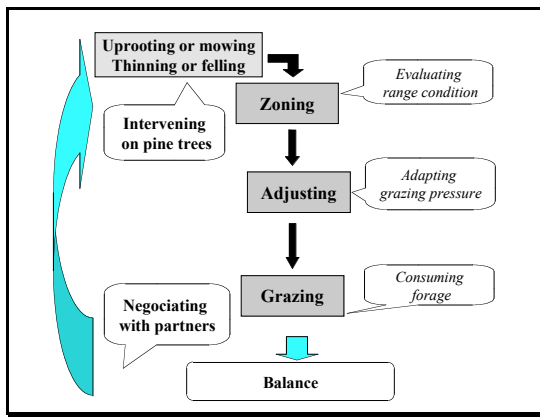 Uprooting or mowing
Thinning or felling
Zoning
Evaluating
range condition
Intervening
on pine trees
Adjusting
Adapting
grazing pressure
Grazing
Consuming
forage
Negociating
with partners
Balance